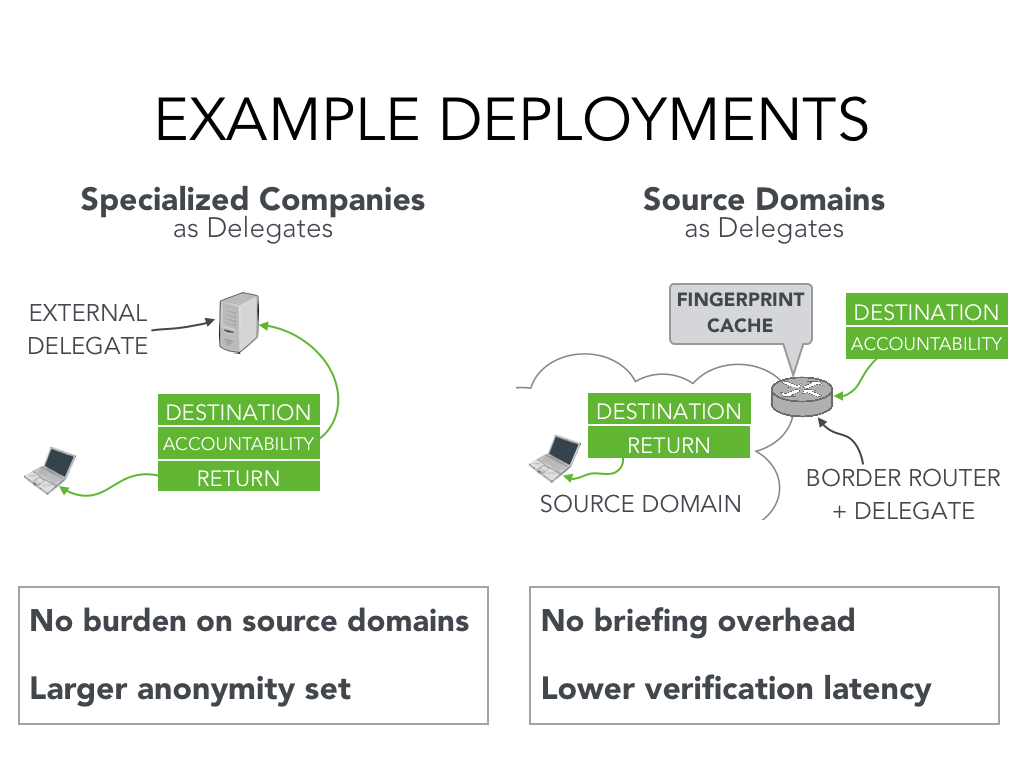 EXAMPLE DEPLOYMENTS
Specialized Companies
as Delegates
EXTERNAL
DELEGATE
DESTINATION
ACCOUNTABILITY
RETURN
No burden on source domains
Larger anonymity set
Source Domains
as Delegates
FINGERPRINT
CACHE
DESTINATION
ACCOUNTABILITY
DESTINATION
RETURN
SOURCE DOMAIN
BORDER ROUTER
+ DELEGATE
No briefing overhead
Lower verification latency